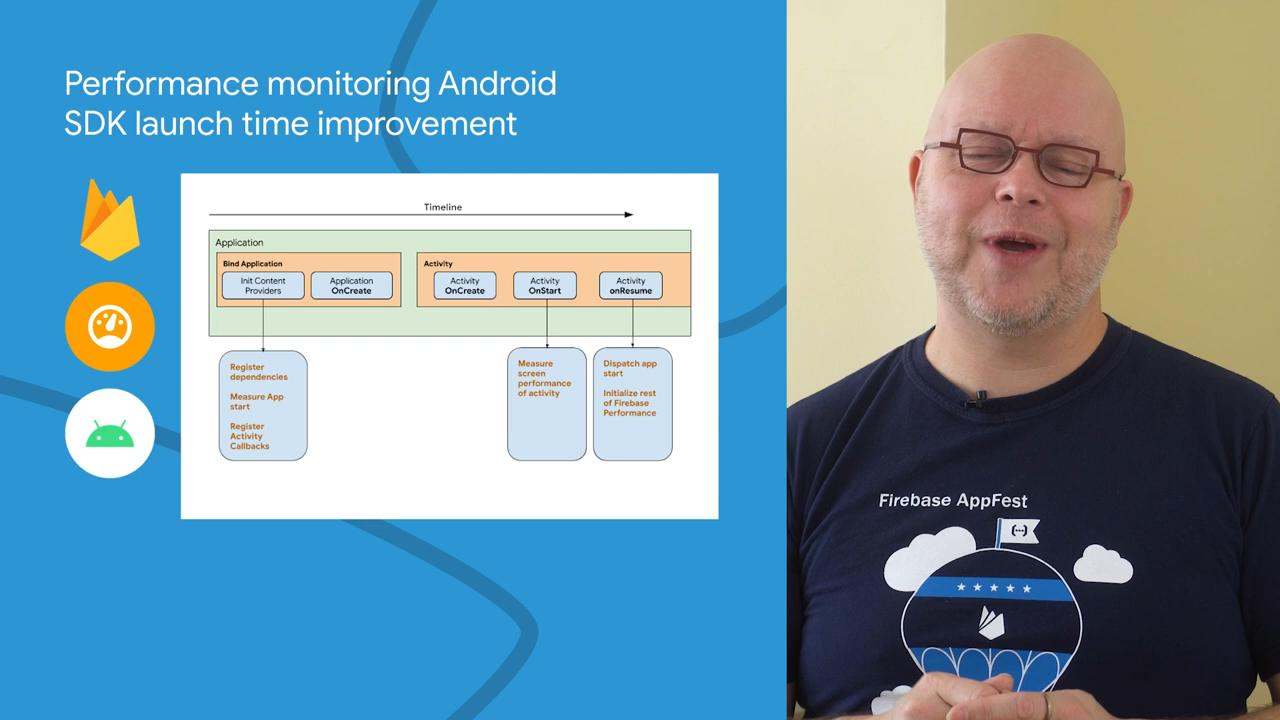 Performance monitoring Android
SDK launch time improvement
Timeline
Application
Bind Application
Init Content
Providers
Application
OnCreate
Activity
Activity
OnCreate
Activity
OnStart
Activity
onResume
Register
dependencies
Measure App
start
Register
Activity
Callbacks
Measure
screen
performance
of activity
Dispatch app
start
Initialize rest
of Firebase
Performance
Firebase AppFest